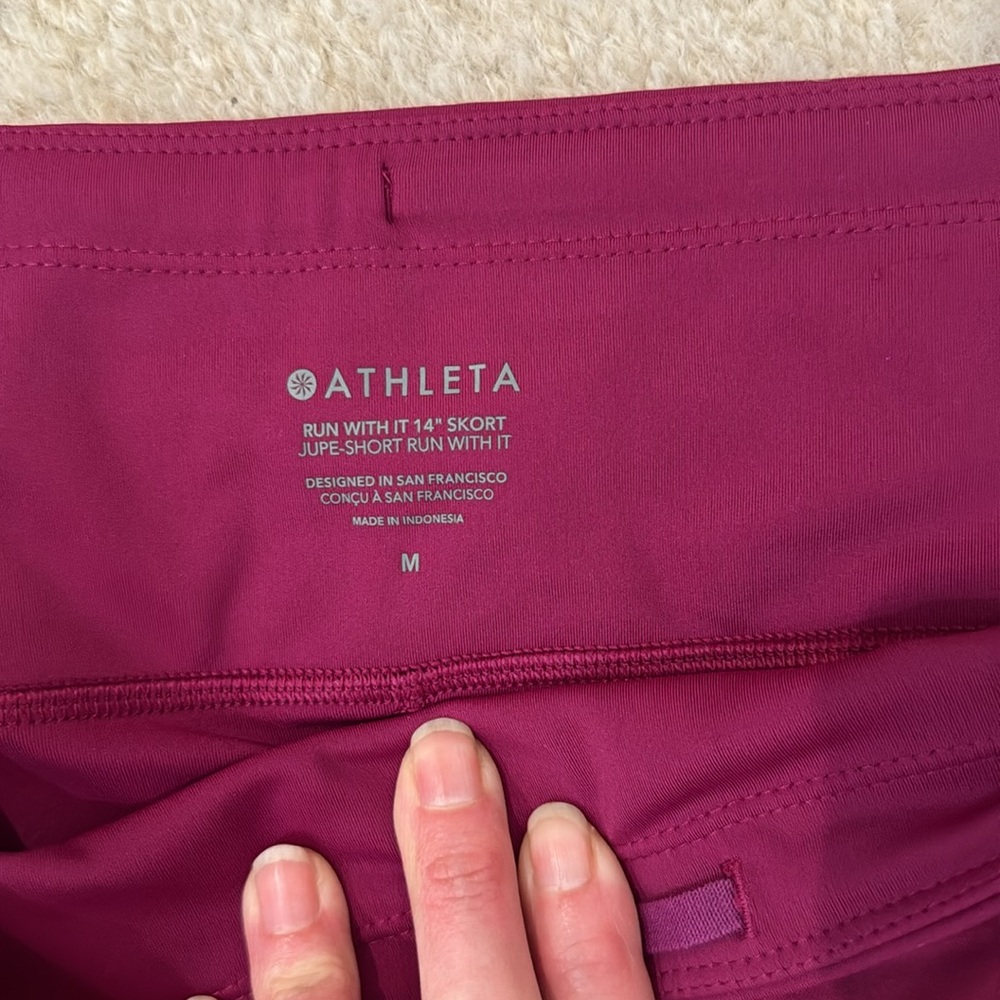 ATHLETA
RUN WITH IT 14" SKORT
JUPE-SHORT RUN WITH IT
DESIGNED IN SAN FRANCISCO
CONÇU À SAN FRANCISCO
MADE IN INDONESIA
M